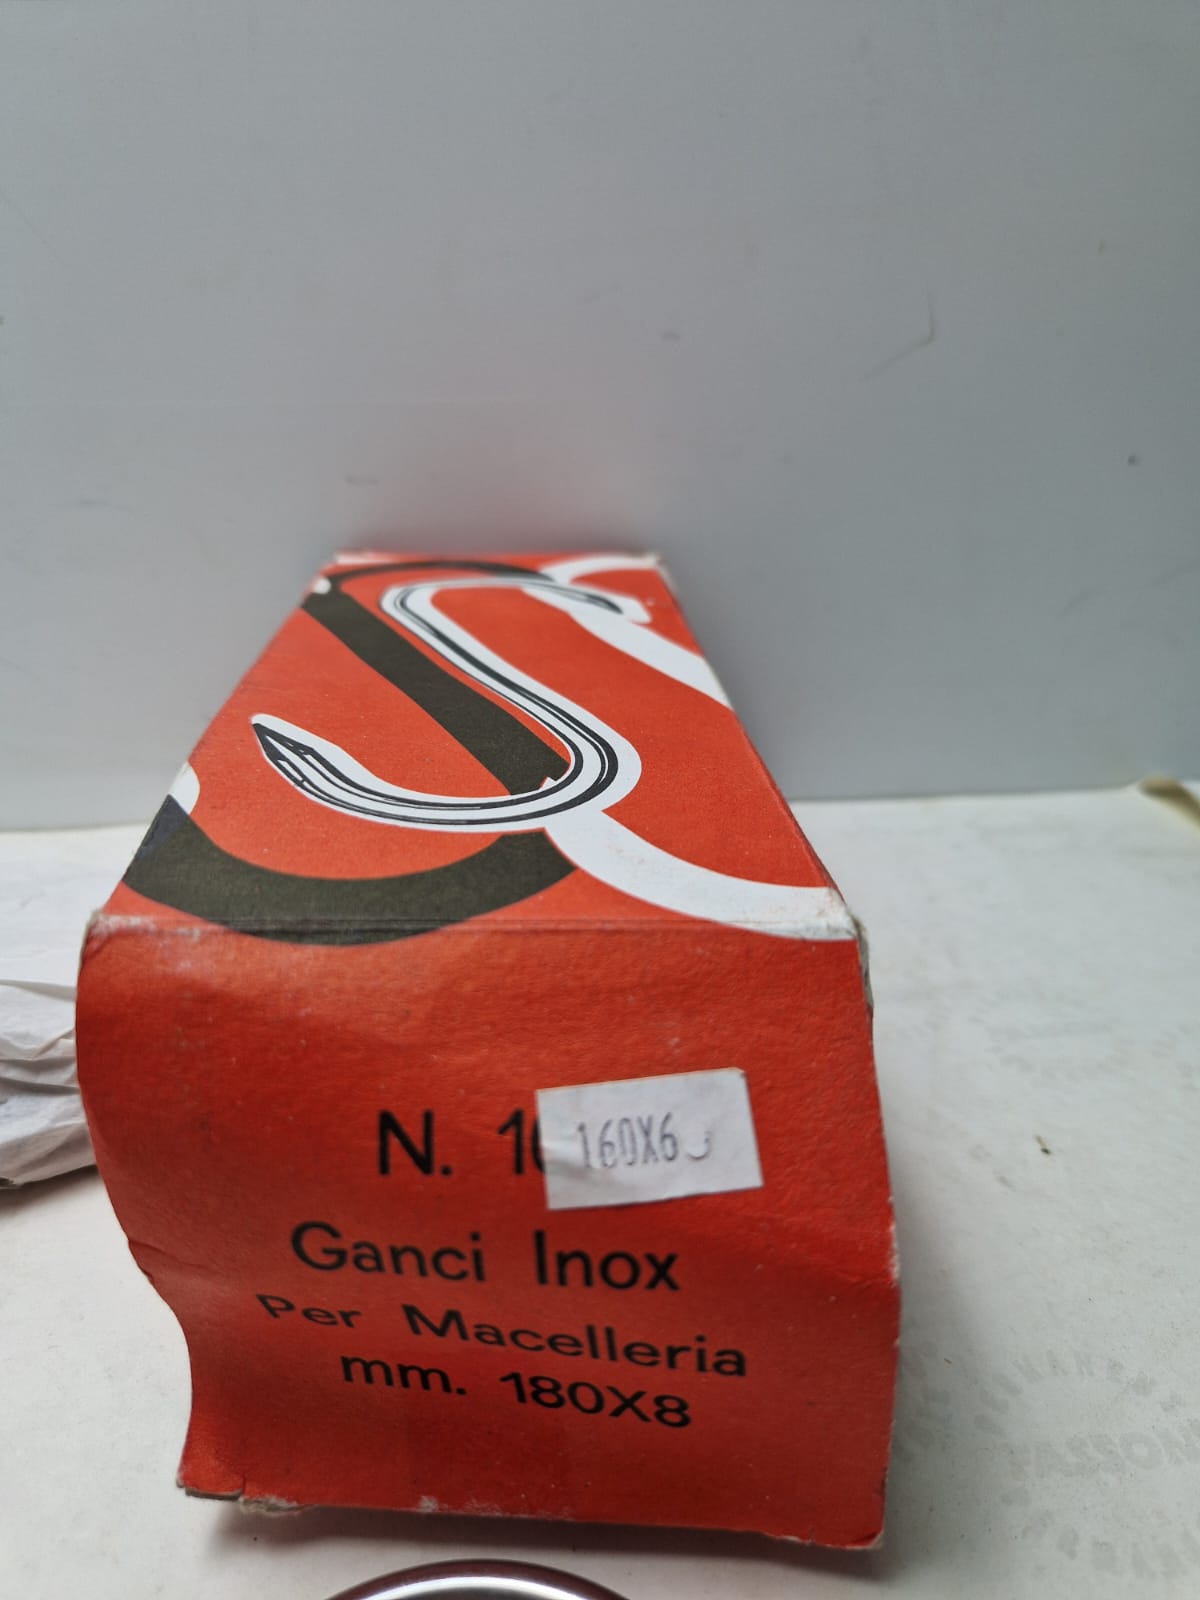 N. 1
160X6
Ganci Inox
Per Macelleria
mm. 180X8